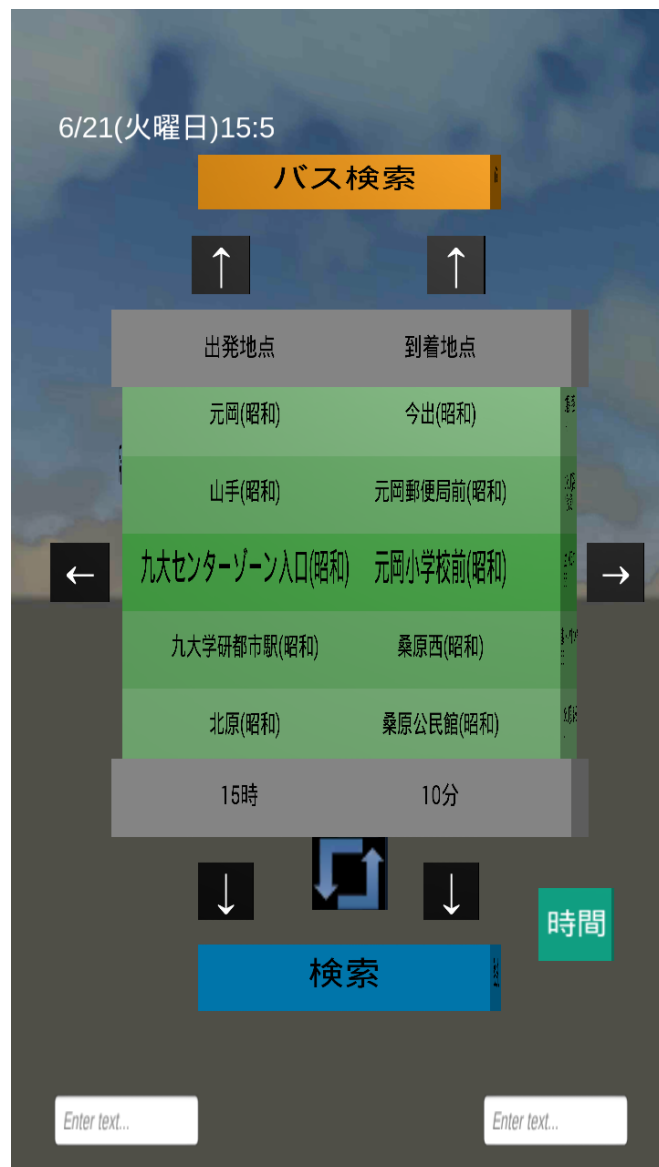 6/21(火曜日)15:5
バス検索
↑ ↑
出発地点 到着地点
元岡(昭和) 今出(昭和)
山手(昭和) 元岡郵便局前(昭和)
← 九大センターゾーン入口(昭和) 元岡小学校前(昭和) →
九大学研都市駅(昭和) 桑原西(昭和)
北原(昭和) 桑原公民館(昭和)
15時 10分
↓ ↓
時間
検索
Enter text... Enter text...